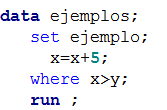 data ejemplos;
set ejemplo;
x=x+5;
where x>y;
run ;